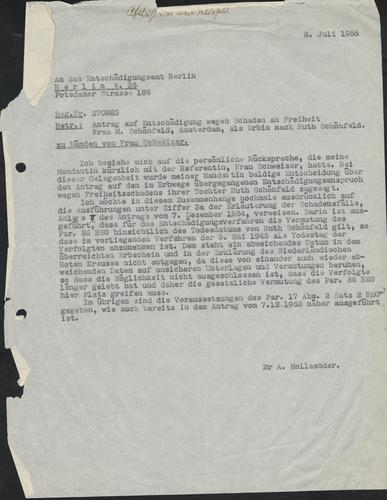 8. Juli 1955
An das Entschädigungsamt Berlin
Berlin W. 35
Potsdamer Strasse 186
Reg.Nr. 270983
Betr.: Antrag auf Entschädigung wegen Schaden an Freiheit
Frau M. Schönfeld, Amsterdam, als Erbin nach Ruth Schönfeld.
zu Händen von Frau Schweizer.
Ich beziehe mich auf die persönliche Rücksprache, die meine
Mandantin kürzlich mit der Referentin, Frau Schweizer, hatte. Bei
dieser Gelegenheit wurde meiner Mandantin baldige Entscheidung über
den Antrag auf den im Erbwege übergegangenen Entschädigungsanspruch
wegen Freiheitsschadens ihrer Tochter Ruth Schönfeld zugesagt.
Ich möchte in diesem Zusammenhange nochmals ausdrücklich auf
die Ausführungen unter Ziffer 3a der Erläuterung der Schadensfälle,
Anlage des Antrags vom 7. Dezember 1954, verweisen. Darin ist aus-
geführt, dass für das Entschädigungsverfahren die Vermutung des
Par. 86 BEG hinsichtlich des Todesdatums von Ruth Schönfeld gilt, so
dass im vorliegenden Verfahren der 9. Mai 1945 als Todestag der
Verfolgten anzunehmen ist. Dem steht ein abweichendes Datum in dem
überreichten Erbschein und in der Erklärung des Niederländischen
Roten Kreuzes nicht entgegen, da diese von einander auch wieder ab-
weichenden Daten auf unsicheren Unterlagen und Vermutungen beruhen,
so dass die Möglichkeit nicht ausgeschlossen ist, dass die Verfolgte
länger gelebt hat und daher die gesetzliche Vermutung des Par. 86 BEG
hier Platz greifen muss.
Im übrigen sind die Voraussetzungen des Par. 17 Abs. 2 Satz 2 BEG
gegeben, wie auch bereits in dem Antrag vom 7.12.1953 näher ausgeführt
ist.
Mr A. Hollaender.